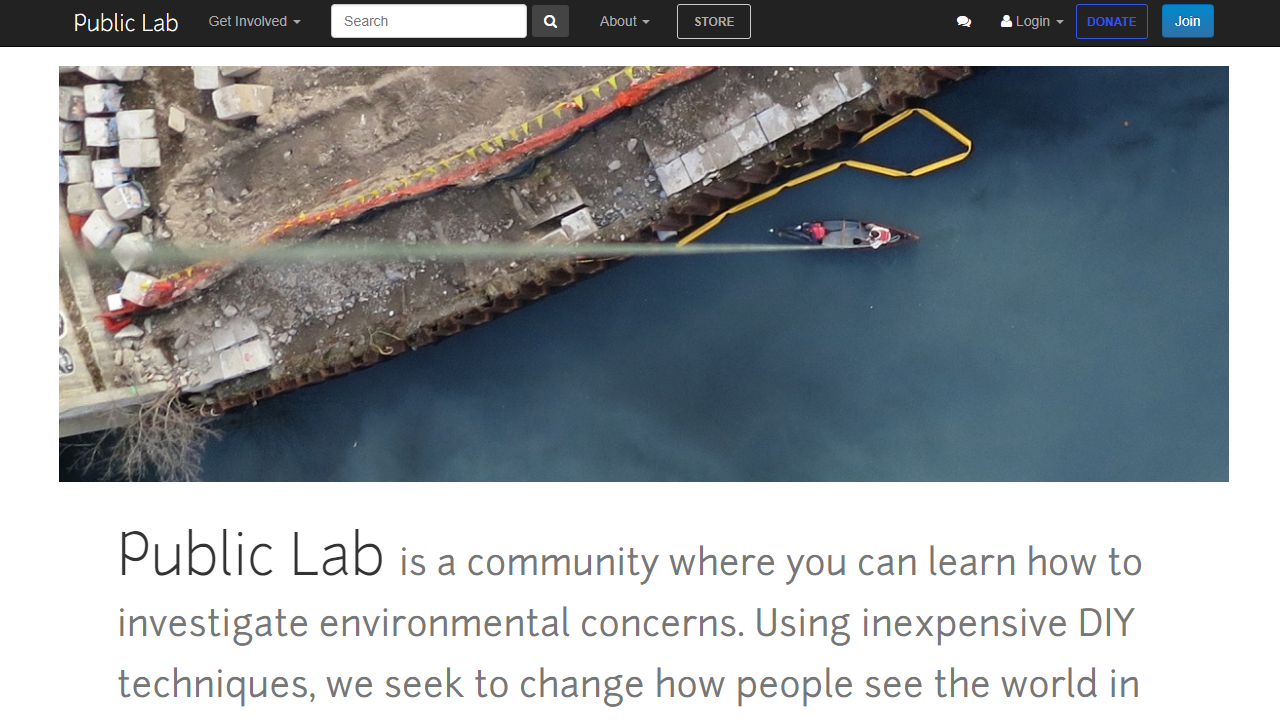 Public Lab Get Involved Search About STORE Login DONATE Join
Public Lab is a community where you can learn how to
investigate environmental concerns. Using inexpensive DIY
techniques, we seek to change how people see the world in